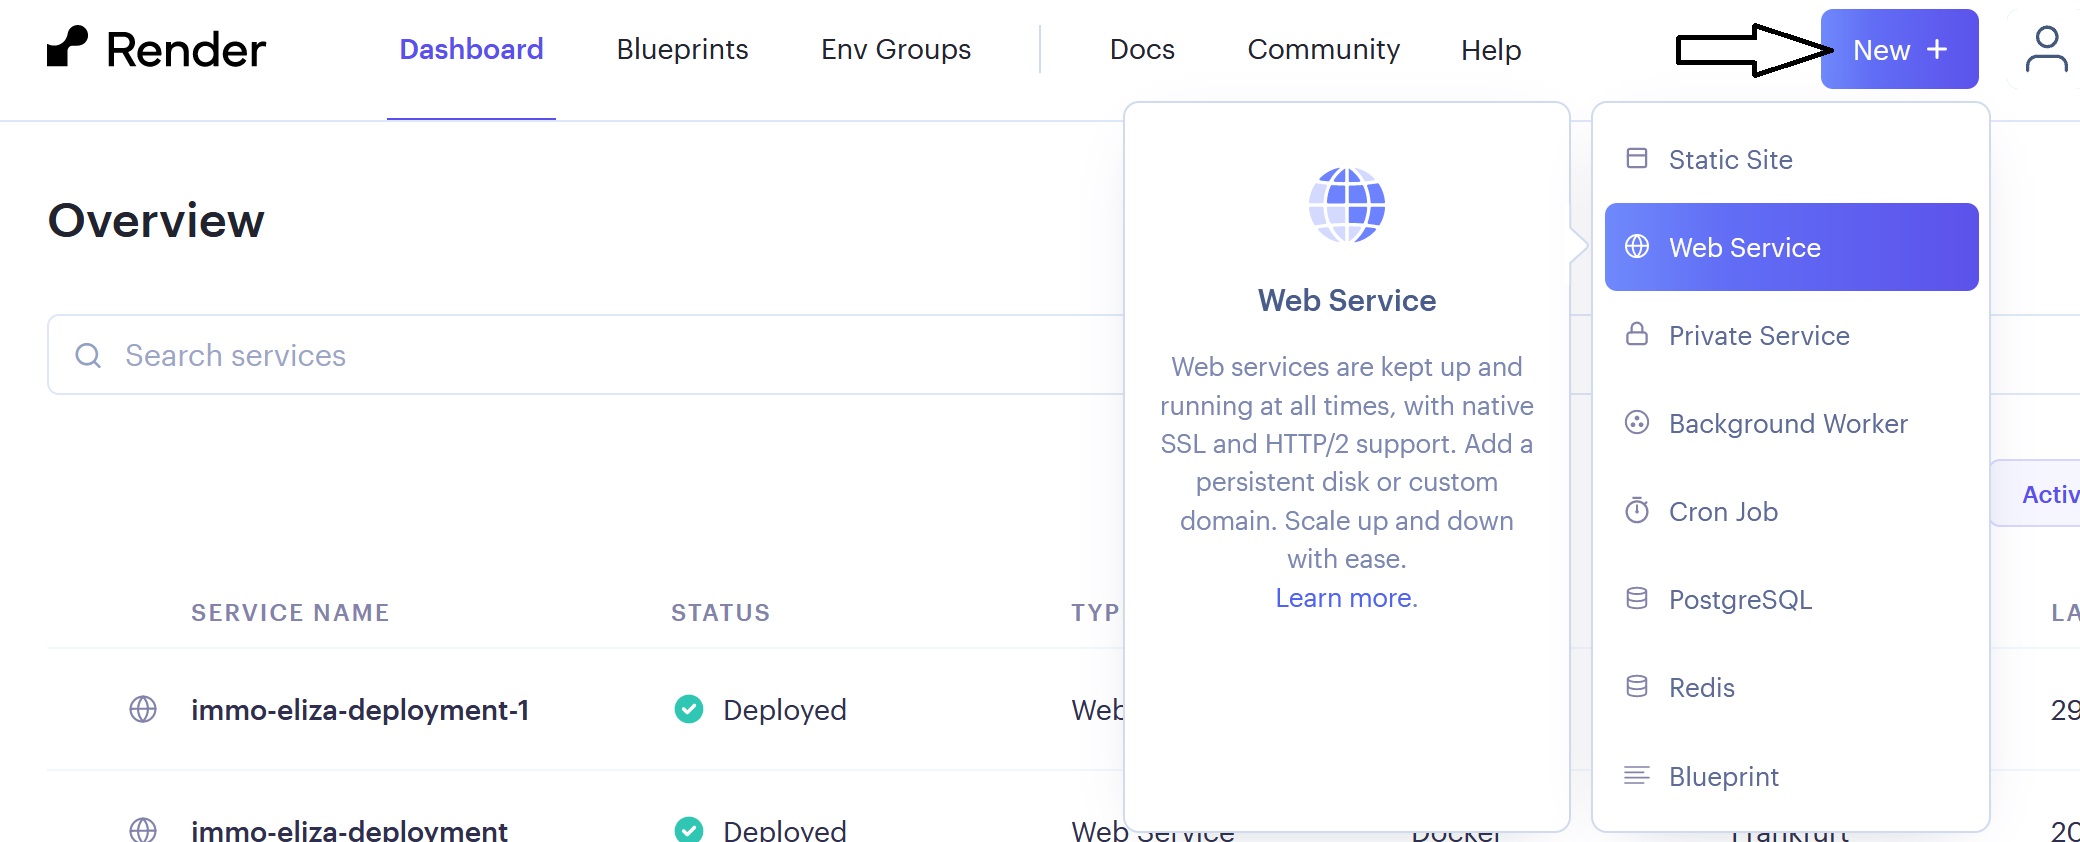 Render
Dashboard
Blueprints
Env Groups
Docs
Community
Help
New +
Overview
Search services
Web Service
Web services are kept up and
running at all times, with native
SSL and HTTP/2 support. Add a
persistent disk or custom
domain. Scale up and down
with ease.
Learn more.
Static Site
Web Service
Private Service
Background Worker
Cron Job
PostgreSQL
Redis
Blueprint
Activ
SERVICE NAME STATUS TYP LA
immo-eliza-deployment-1 Deployed Web 29
immo-eliza-deployment Deployed Web Service Docker Frankfurt 20